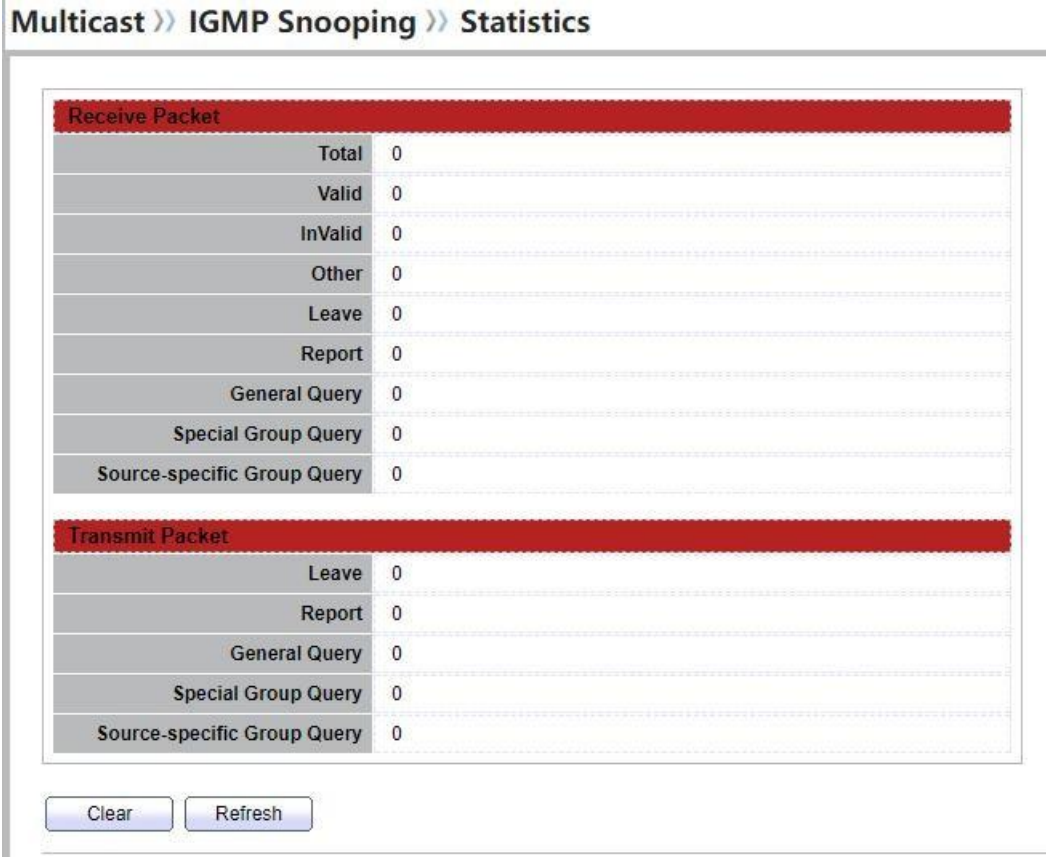 Multicast 》 IGMP Snooping 》 Statistics
Receive Packet
Total 0
Valid 0
InValid 0
Other 0
Leave 0
Report 0
General Query 0
Special Group Query 0
Source-specific Group Query 0
Transmit Packet
Leave 0
Report 0
General Query 0
Special Group Query 0
Source-specific Group Query 0
Clear Refresh